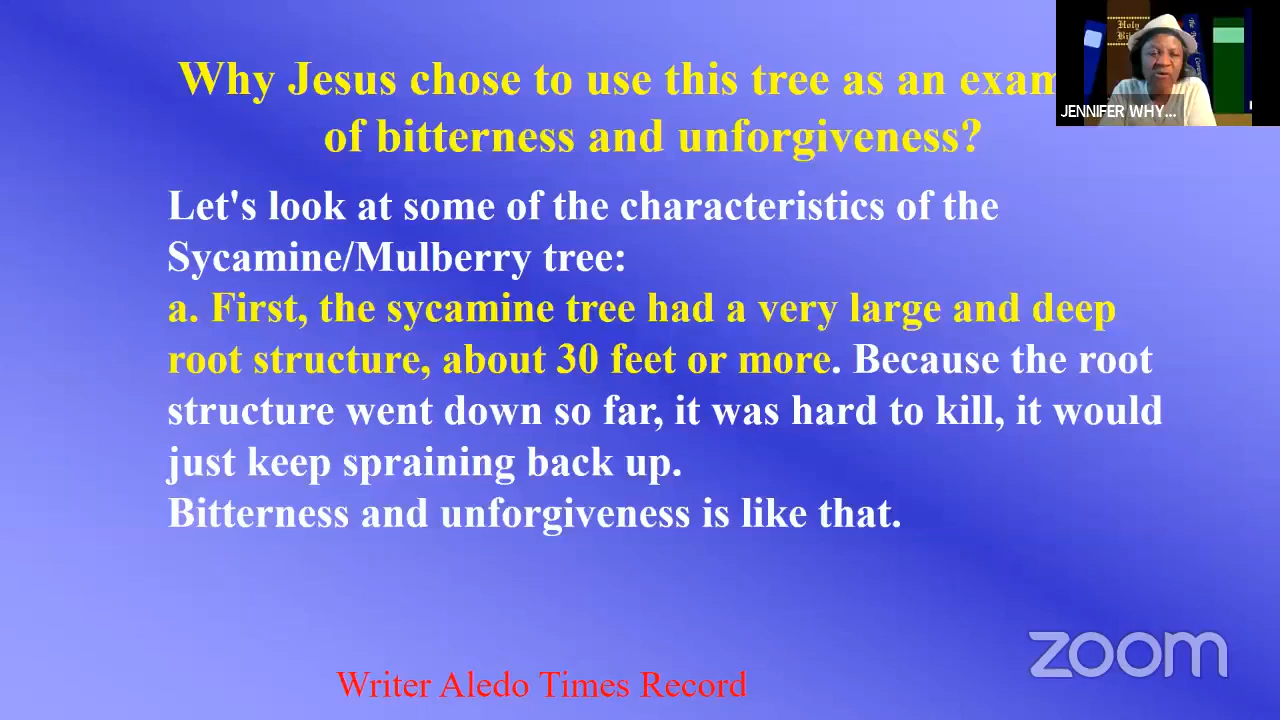 Why Jesus chose to use this tree as an exam
of bitterness and unforgiveness?
Holy
JENNIFER WHY...
Let's look at some of the characteristics of the
Sycamine/Mulberry tree:
a. First, the sycamine tree had a very large and deep
root structure, about 30 feet or more. Because the root
structure went down so far, it was hard to kill, it would
just keep spraining back up.
Bitterness and unforgiveness is like that.
zoom
Writer Aledo Times Record